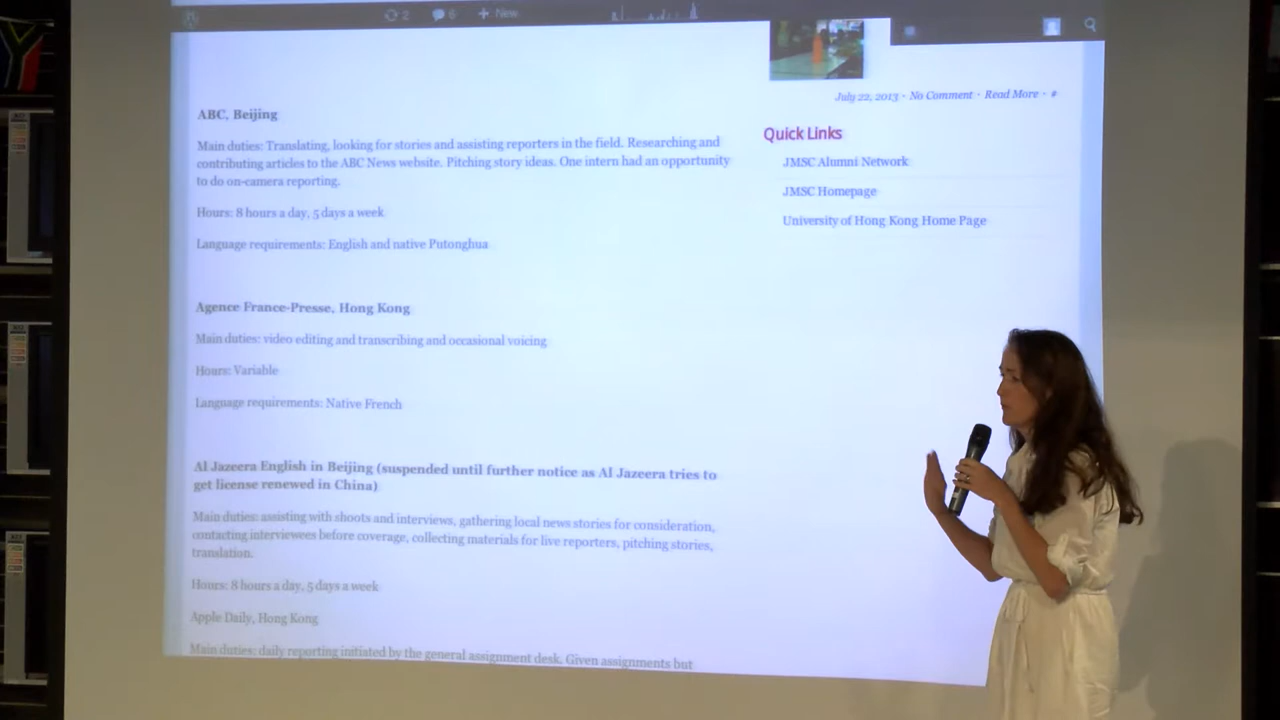 2
6
New
July 22, 2013 · No Comment · Read More · #
ABC, Beijing
Main duties: Translating, looking for stories and assisting reporters in the field. Researching and
contributing articles to the ABC News website. Pitching story ideas. One intern had an opportunity
to do on-camera reporting.
Hours: 8 hours a day, 5 days a week
Language requirements: English and native Putonghua
Agence France-Presse, Hong Kong
Main duties: video editing and transcribing and occasional voicing
Hours: Variable
Language requirements: Native French
Al Jazeera English in Beijing (suspended until further notice as Al Jazeera tries to
get license renewed in China)
Main duties: assisting with shoots and interviews, gathering local news stories for consideration,
contacting interviewees before coverage, collecting materials for live reporters, pitching stories,
translation.
Hours: 8 hours a day, 5 days a week
Apple Daily, Hong Kong
Main duties: daily reporting initiated by the general assignment desk. Given assignments but
Quick Links
JMSC Alumni Network
JMSC Homepage
University of Hong Kong Home Page